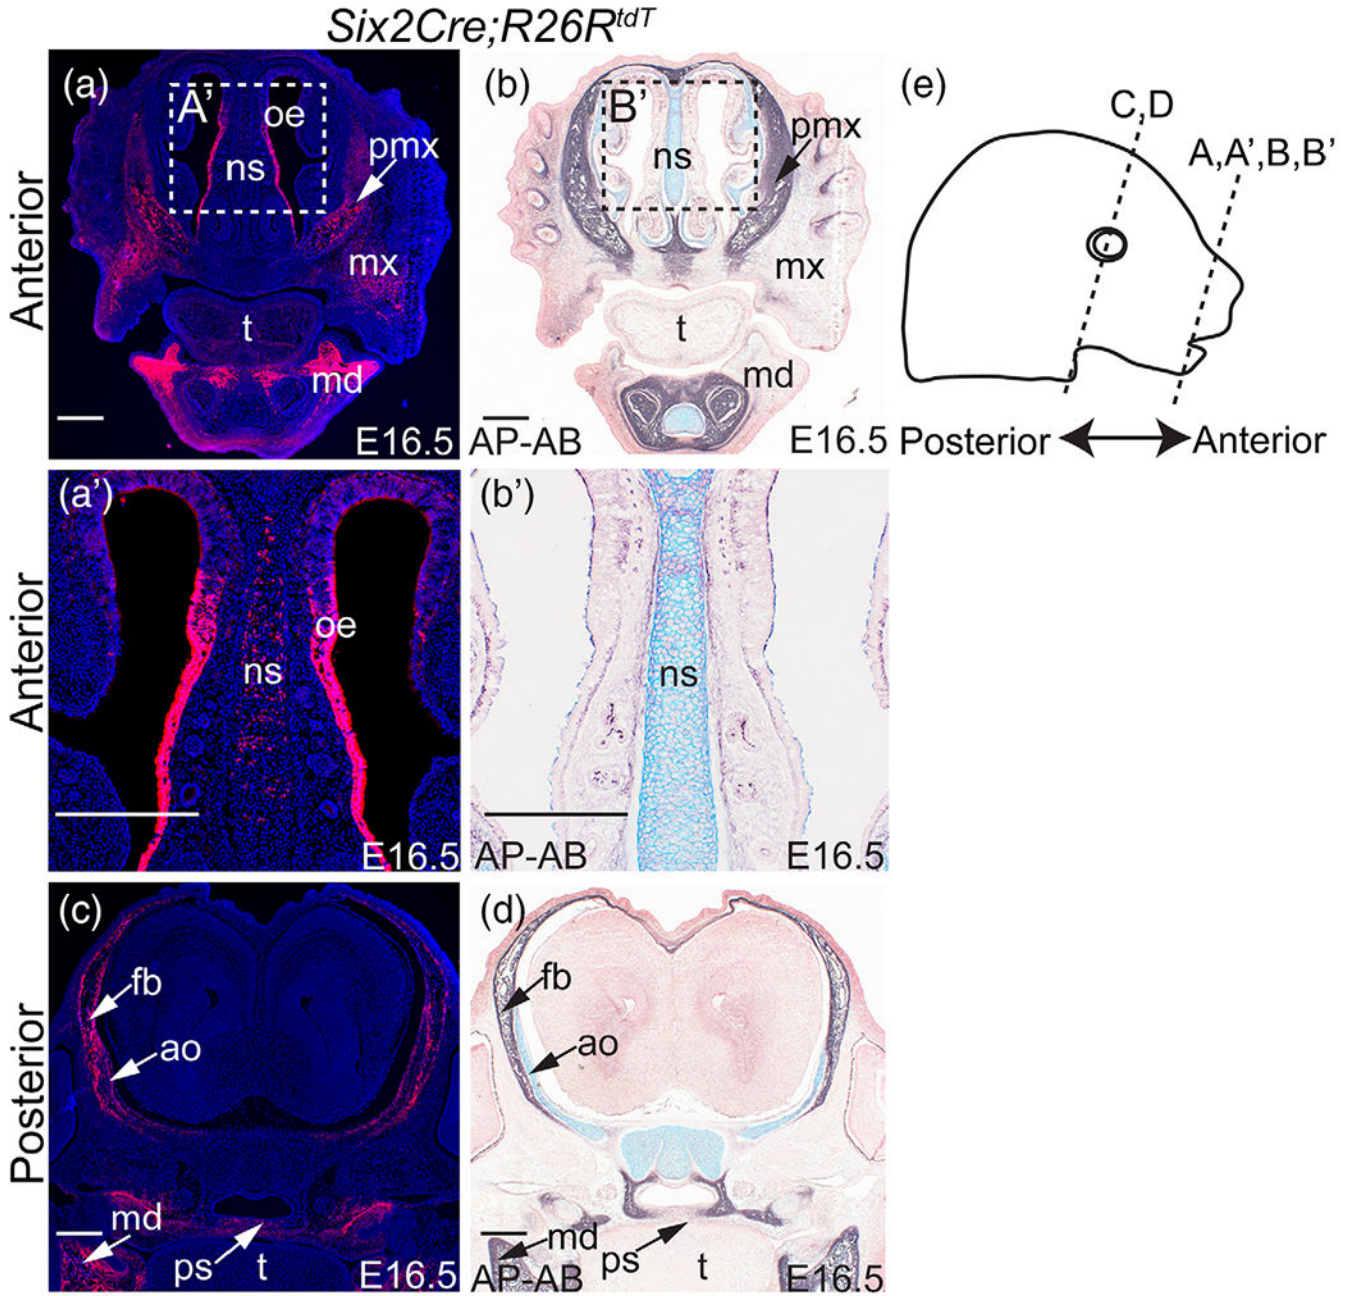 Six2Cre;R26RtdT
Anterior
(a)
A’
oe
pmx
ns
mx
t
md
E16.5
(b)
B’
pmx
ns
mx
t
md
AP-AB
E16.5
(e)
C,D
A,A’,B,B’
Posterior
Anterior
Anterior
(a’)
oe
ns
E16.5
(b’)
ns
AP-AB
E16.5
Posterior
(c)
fb
ao
md
ps
t
E16.5
(d)
fb
ao
md
ps
t
AP-AB
E16.5